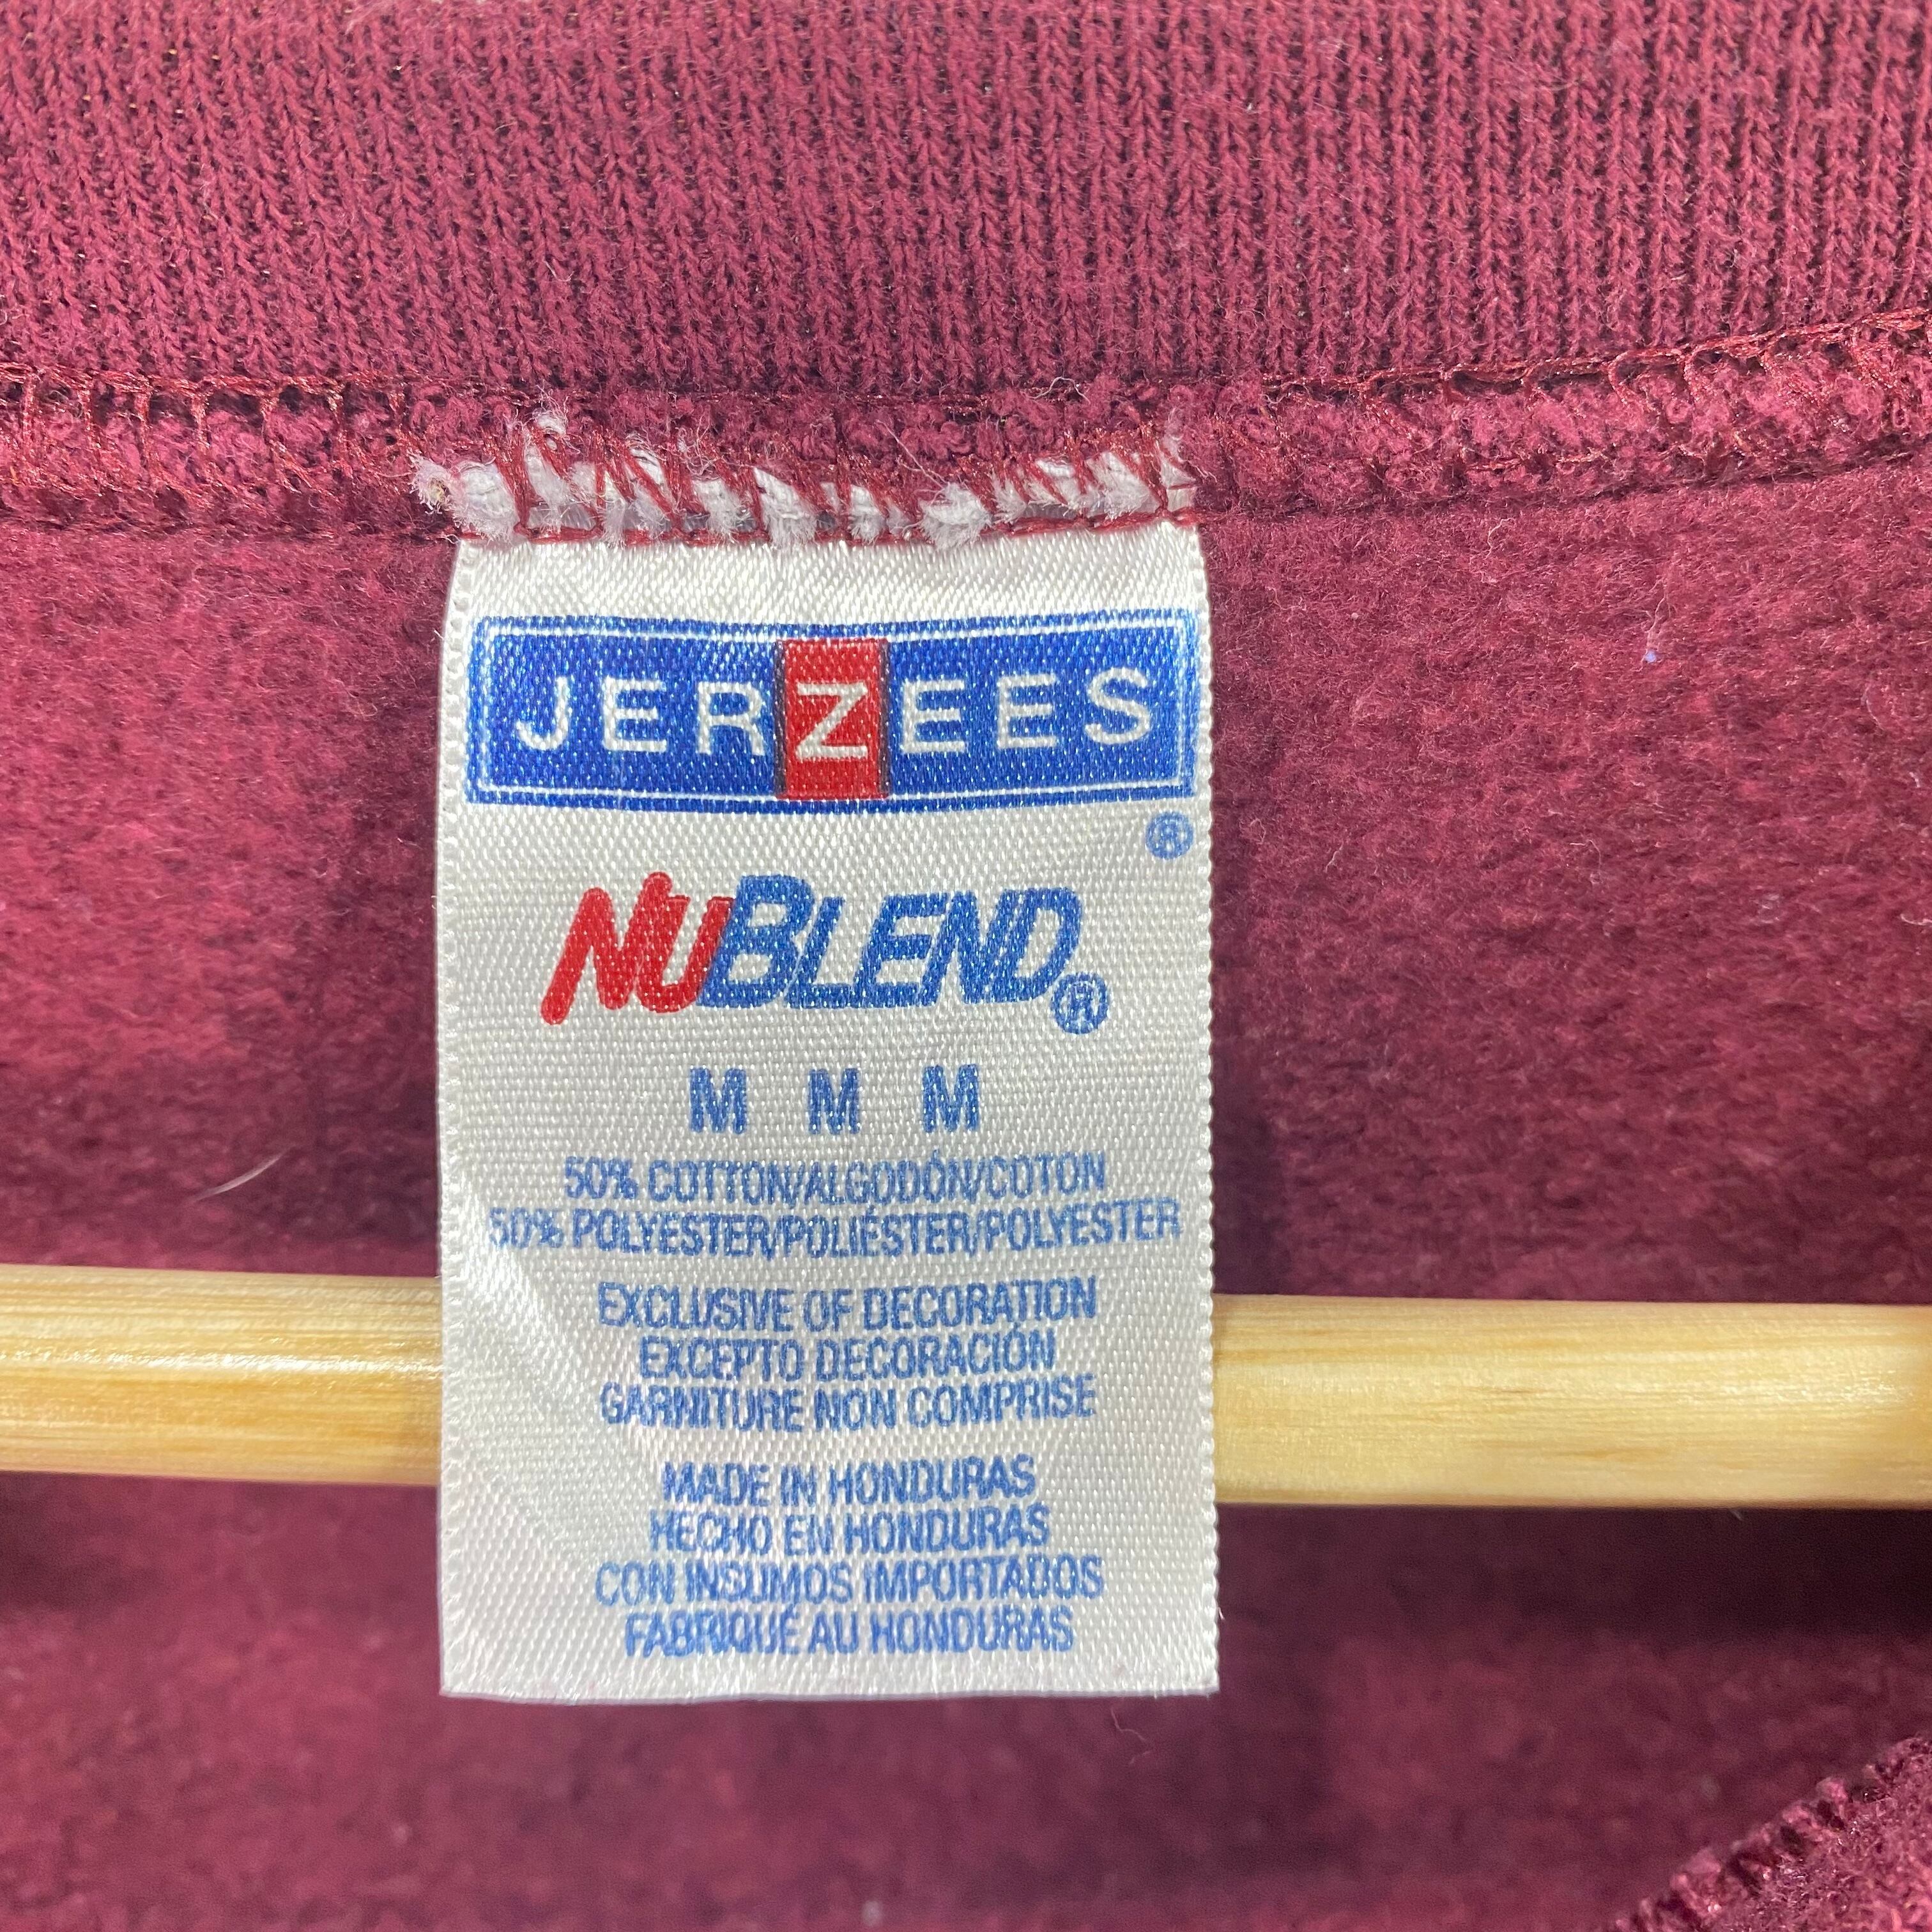 JERZEES
®
NUBLEND®
M M M
50% COTTON/ALGODÓN/COTON
50% POLYESTER/POLIÉSTER/POLYESTER
EXCLUSIVE OF DECORATION
EXCEPTO DECORACIÓN
GARNITURE NON COMPRISE
MADE IN HONDURAS
HECHO EN HONDURAS
CON INSUMOS IMPORTADOS
FABRIQUÉ AU HONDURAS